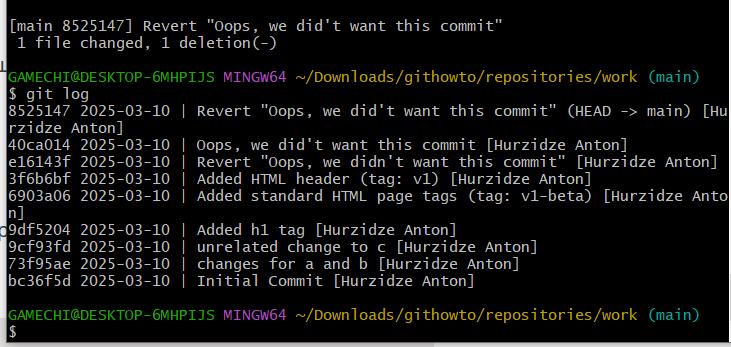 [main 8525147] Revert "Oops, we did't want this commit"
 1 file changed, 1 deletion(-)
GAMECHI@DESKTOP-6MHPIJS MINGW64 ~/Downloads/githowto/repositories/work (main)
$ git log
8525147 2025-03-10 | Revert "Oops, we did't want this commit" (HEAD -> main) [Hu
rzidze Anton]
40ca014 2025-03-10 | Oops, we did't want this commit [Hurzidze Anton]
e16143f 2025-03-10 | Revert "Oops, we didn't want this commit" [Hurzidze Anton]
3f6b6bf 2025-03-10 | Added HTML header (tag: v1) [Hurzidze Anton]
6903a06 2025-03-10 | Added standard HTML page tags (tag: v1-beta) [Hurzidze Anto
n]
9df5204 2025-03-10 | Added h1 tag [Hurzidze Anton]
9cf93fd 2025-03-10 | unrelated change to c [Hurzidze Anton]
73f95ae 2025-03-10 | changes for a and b [Hurzidze Anton]
bc36f5d 2025-03-10 | Initial Commit [Hurzidze Anton]
GAMECHI@DESKTOP-6MHPIJS MINGW64 ~/Downloads/githowto/repositories/work (main)
$